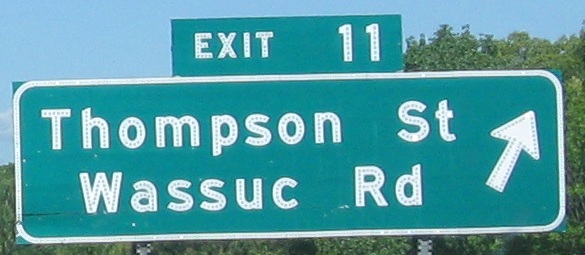 EXIT 11
Thompson St
Wassuc Rd